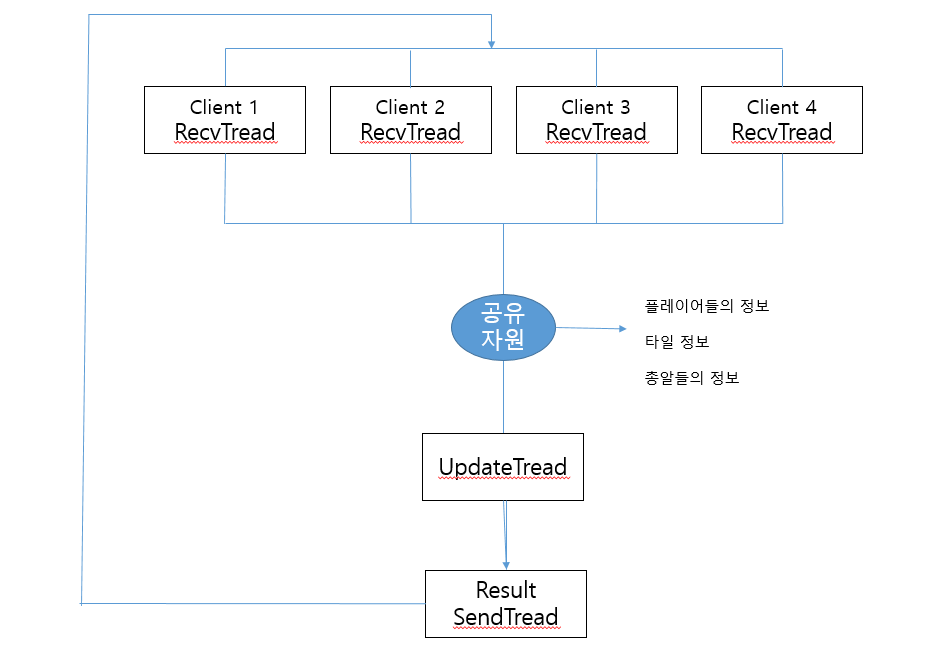 Client 1
RecvTread
Client 2
RecvTread
Client 3
RecvTread
Client 4
RecvTread
공유
자원
플레이어들의 정보
타일 정보
총알들의 정보
UpdateTread
Result
SendTread